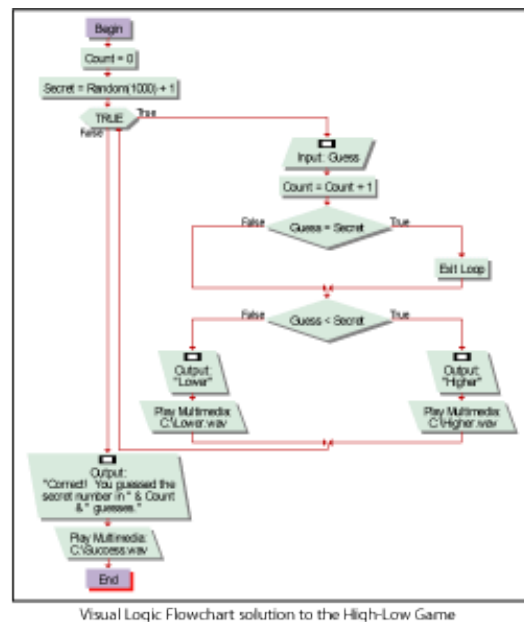 Begin
Count = 0
Secret = Random(1000) + 1
TRUE
True
False
Input: Guess
Count = Count + 1
False
Guess = Secret
True
Exit Loop
False
Guess < Secret
True
Output:
"Lower"
Play Multimedia:
C:\Lower.wav
Output:
"Higher"
Play Multimedia:
C:\Higher.wav
Output:
"Correct! You guessed the
secret number in " & Count
& " guesses."
Play Multimedia:
C:\Success.wav
End
Visual Logic Flowchart solution to the High-Low Game